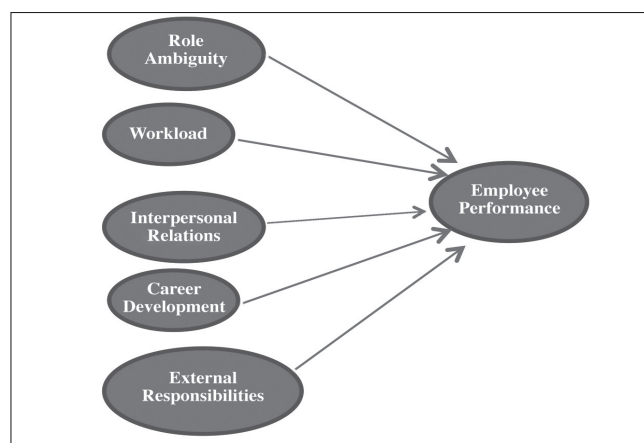 Role
Ambiguity
Workload
Interpersonal
Relations
Career
Development
External
Responsibilities
Employee
Performance